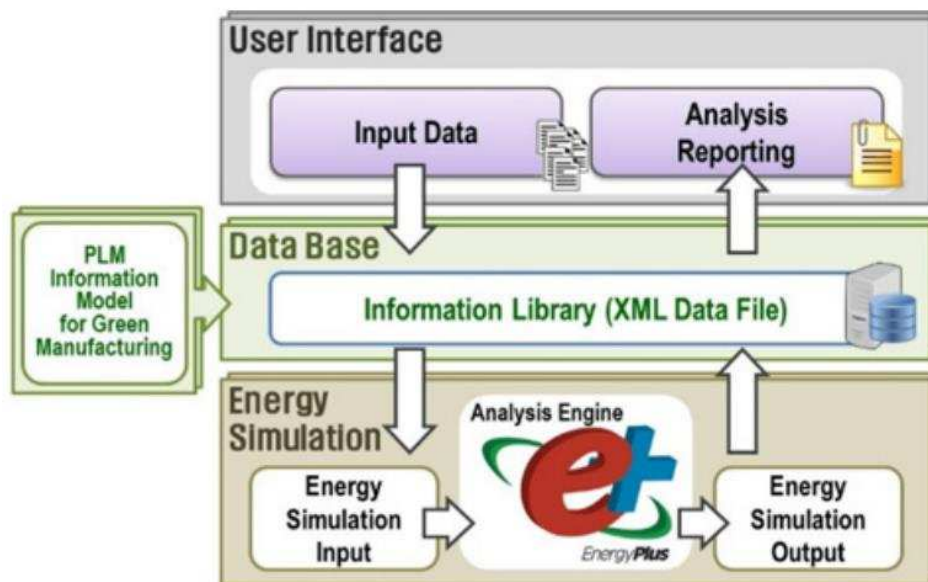 User Interface
Input Data
Analysis
Reporting
PLM
Information
Model
for Green
Manufacturing
Data Base
Information Library (XML Data File)
Energy
Simulation
Analysis Engine
e+
EnergyPlus
Energy
Simulation
Input
Energy
Simulation
Output